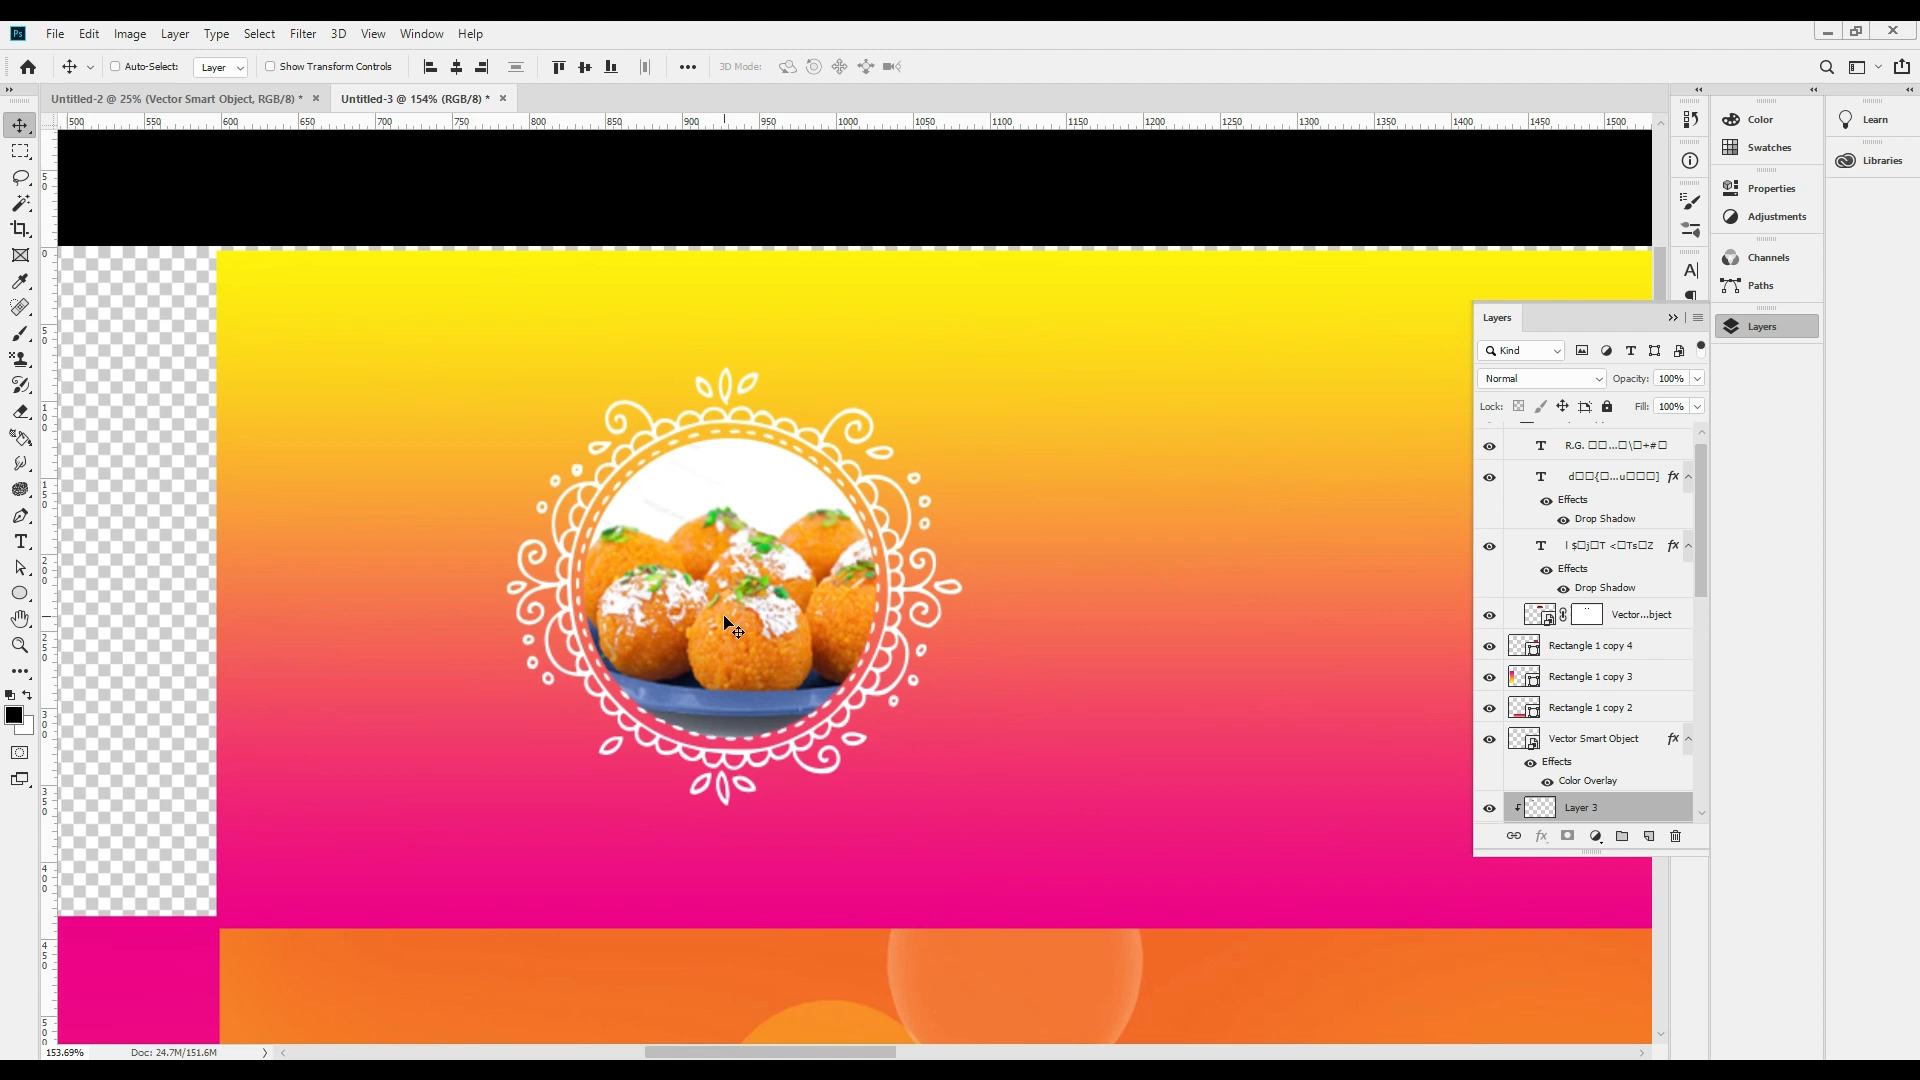 File Edit Image Layer Type Select Filter 3D View Window Help
Auto-Select: Layer Show Transform Controls 3D Mode:
Untitled-2 @ 25% (Vector Smart Object, RGB/8) * Untitled-3 @ 154% (RGB/8) *
500 550 600 650 700 750 800 850 900 950 1000 1050 1100 1150 1200 1250 1300 1350 1400 1450 1500
Color
Swatches
Properties
Adjustments
Channels
Paths
Layers
Learn
Libraries
Layers
Kind
Normal Opacity: 100%
Lock: Fill: 100%
R.G. □□...□\□+#□
d□□{□...u□□□] fx
Effects
Drop Shadow
l $□j□T <□Ts□Z fx
Effects
Drop Shadow
Vector...bject
Rectangle 1 copy 4
Rectangle 1 copy 3
Rectangle 1 copy 2
Vector Smart Object fx
Effects
Color Overlay
Layer 3
153.69% Doc: 24.7M/151.6M